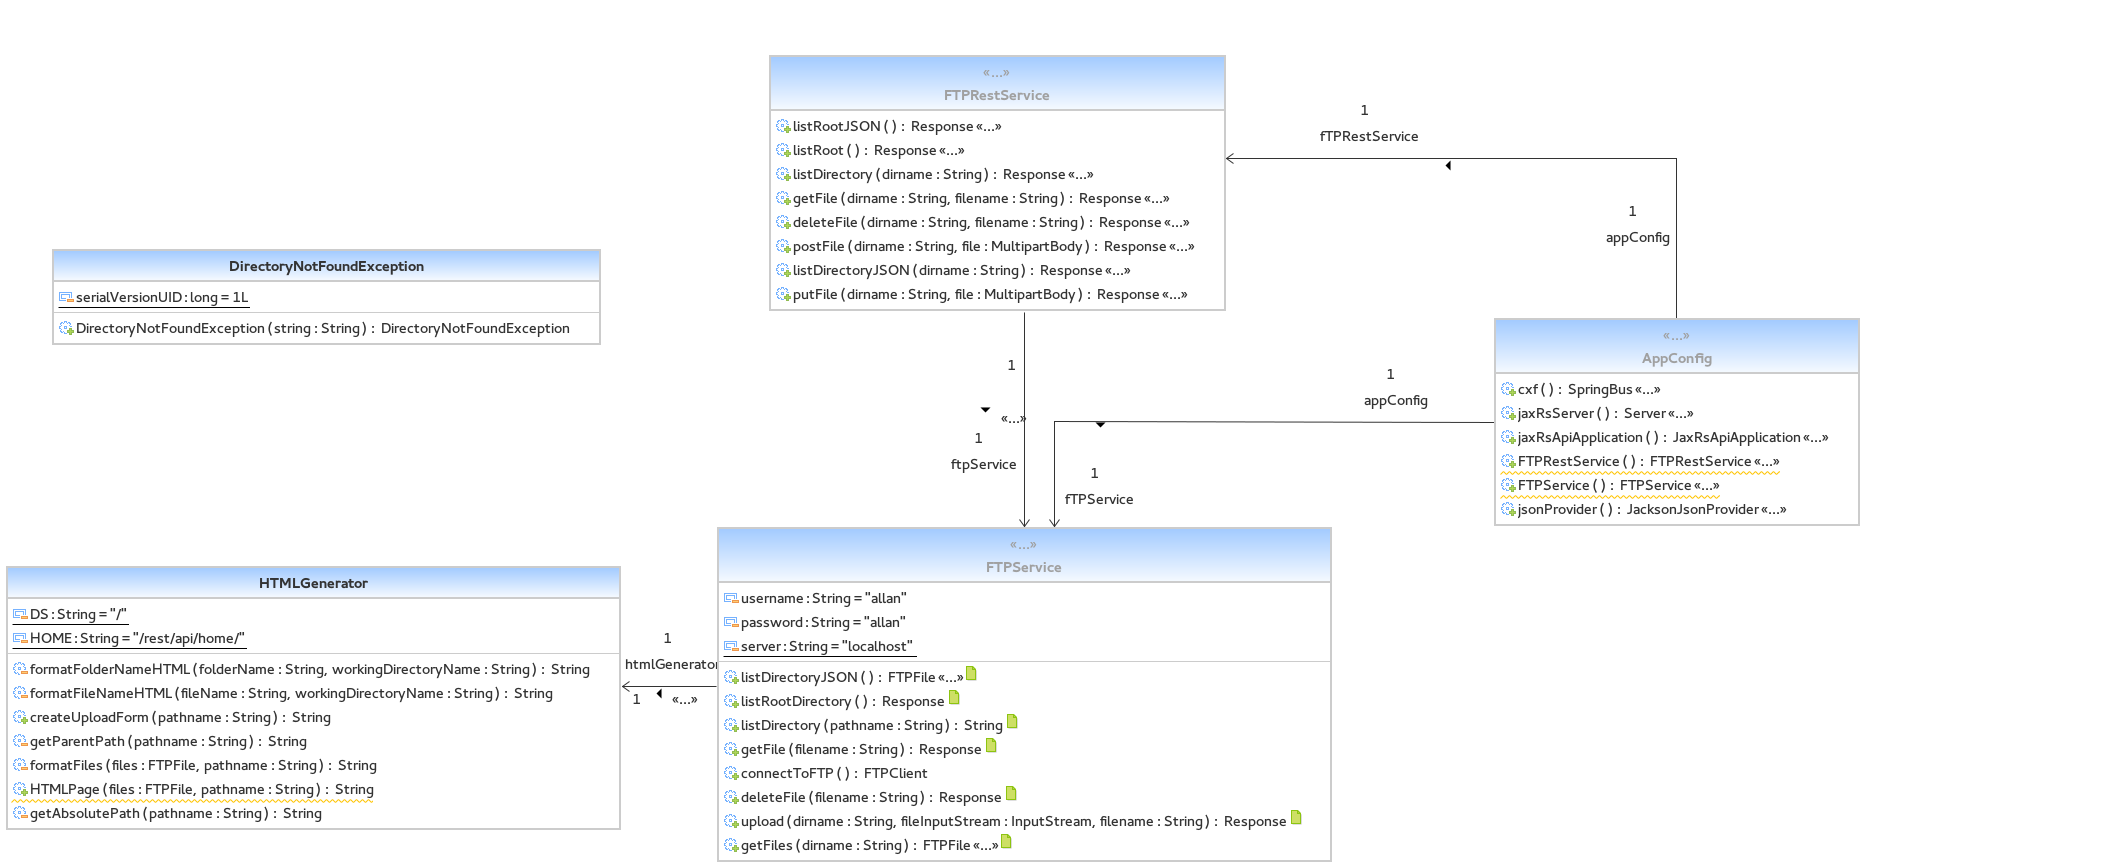 «...»
FTPRestService
listRootJSON ( ) : Response «...»
listRoot ( ) : Response «...»
listDirectory ( dirname : String ) : Response «...»
getFile ( dirname : String, filename : String ) : Response «...»
deleteFile ( dirname : String, filename : String ) : Response «...»
postFile ( dirname : String, file : MultipartBody ) : Response «...»
listDirectoryJSON ( dirname : String ) : Response «...»
putFile ( dirname : String, file : MultipartBody ) : Response «...»
1
fTPRestService
1
appConfig
DirectoryNotFoundException
serialVersionUID : long = 1L
DirectoryNotFoundException ( string : String ) : DirectoryNotFoundException
«...»
AppConfig
cxf ( ) : SpringBus «...»
jaxRsServer ( ) : Server «...»
jaxRsApiApplication ( ) : JaxRsApiApplication «...»
FTPRestService ( ) : FTPRestService «...»
FTPService ( ) : FTPService «...»
jsonProvider ( ) : JacksonJsonProvider «...»
1
«...»
1
ftpService
1
appConfig
1
fTPService
«...»
FTPService
username : String = "allan"
password : String = "allan"
server : String = "localhost"
listDirectoryJSON ( ) : FTPFile «...»
listRootDirectory ( ) : Response
listDirectory ( pathname : String ) : String
getFile ( filename : String ) : Response
connectToFTP ( ) : FTPClient
deleteFile ( filename : String ) : Response
upload ( dirname : String, fileInputStream : InputStream, filename : String ) : Response
getFiles ( dirname : String ) : FTPFile «...»
1
htmlGenerator
1
«...»
HTMLGenerator
DS : String = "/"
HOME : String = "/rest/api/home/"
formatFolderNameHTML ( folderName : String, workingDirectoryName : String ) : String
formatFileNameHTML ( fileName : String, workingDirectoryName : String ) : String
createUploadForm ( pathname : String ) : String
getParentPath ( pathname : String ) : String
formatFiles ( files : FTPFile, pathname : String ) : String
HTMLPage ( files : FTPFile, pathname : String ) : String
getAbsolutePath ( pathname : String ) : String